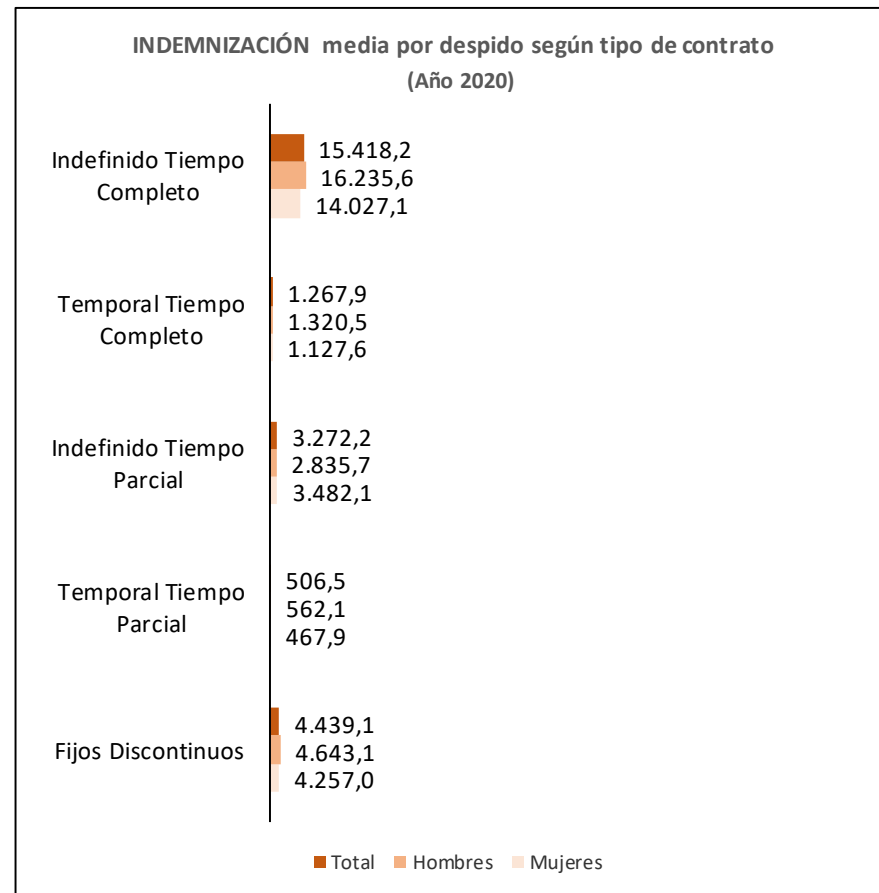 INDEMNIZACIÓN media por despido según tipo de contrato
(Año 2020)
Indefinido Tiempo
Completo
15.418,2
16.235,6
14.027,1
Temporal Tiempo
Completo
1.267,9
1.320,5
1.127,6
Indefinido Tiempo
Parcial
3.272,2
2.835,7
3.482,1
Temporal Tiempo
Parcial
506,5
562,1
467,9
Fijos Discontinuos
4.439,1
4.643,1
4.257,0
Total Hombres Mujeres